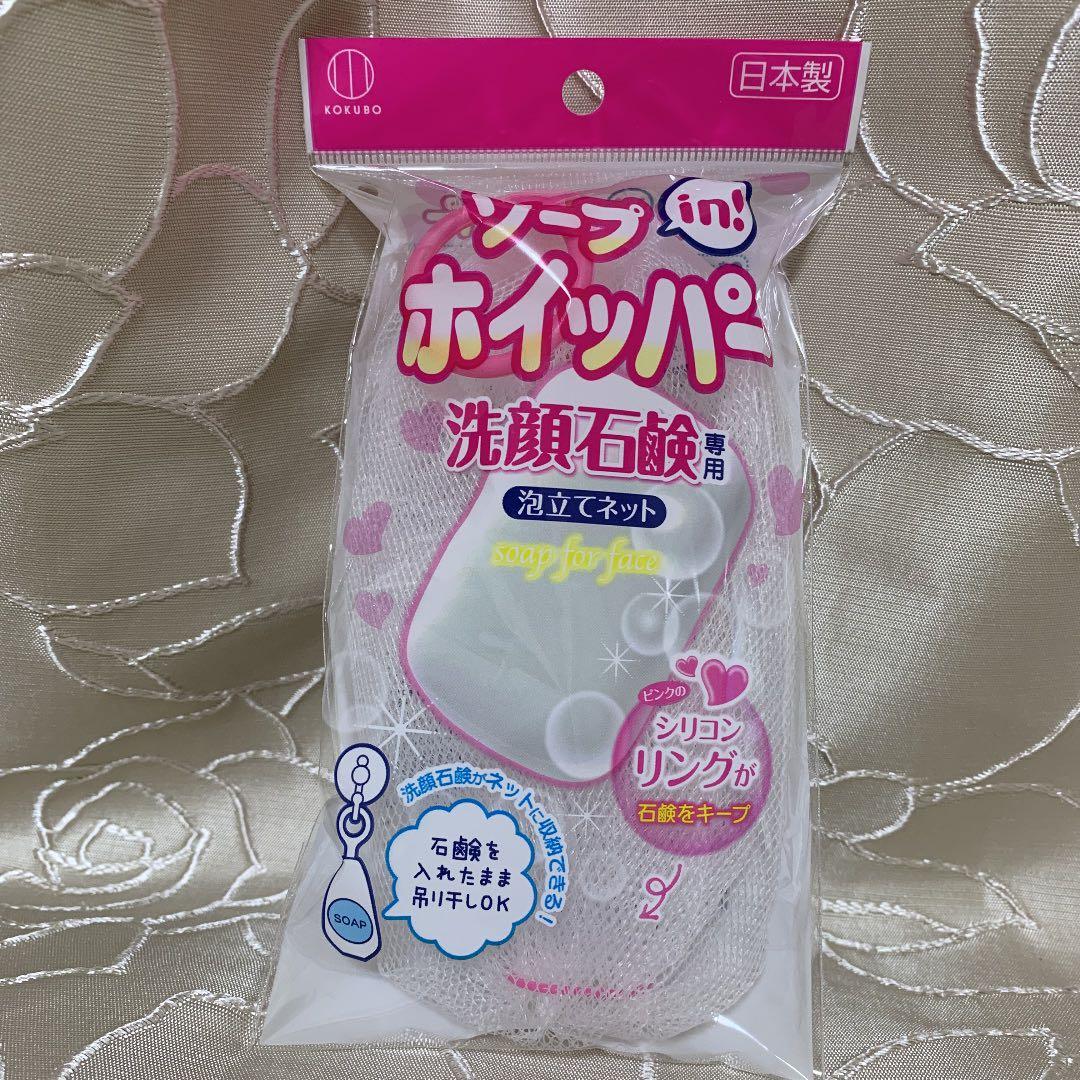 KOKUBO
日本製
ソープ
in!
ホイッパー
洗顔石鹸専用
泡立てネット
soap for face
ピンクの
シリコン
リングが
石鹸をキープ
洗顔石鹸がネットに収納できる!
石鹸を
入れたまま
吊り干しOK
SOAP